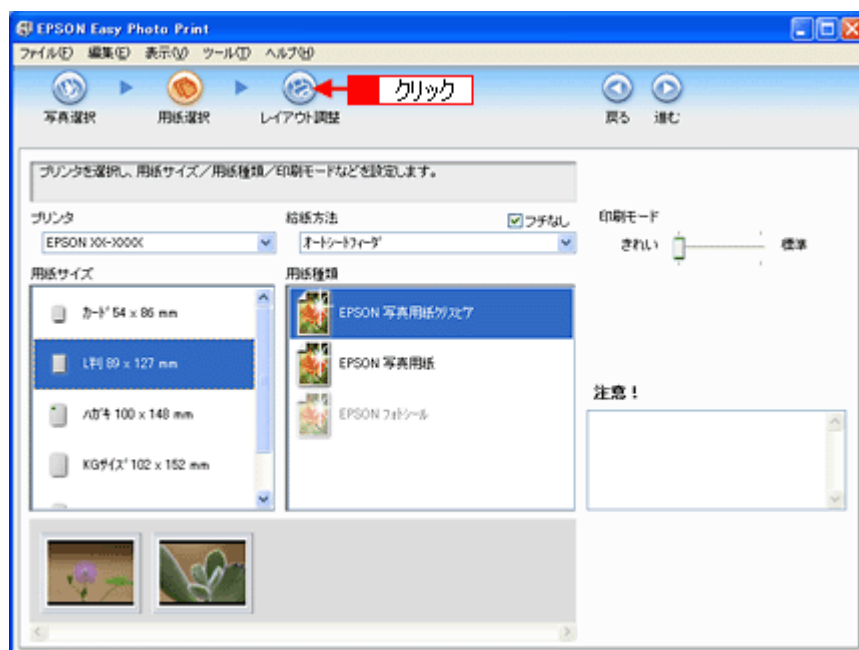 EPSON Easy Photo Print
ファイル(F) 編集(E) 表示(V) ツール(T) ヘルプ(H)
クリック
写真選択 用紙選択 レイアウト調整 戻る 進む
プリンタを選択し、用紙サイズ／用紙種類／印刷モードなどを設定します。
プリンタ 給紙方法 フチなし 印刷モード
EPSON XX-XXXX オートシートフィーダ きれい 標準
用紙サイズ 用紙種類
カード 54 x 86 mm EPSON 写真用紙クリスピア
L判 89 x 127 mm EPSON 写真用紙
注意！
ハガキ 100 x 148 mm EPSON フォトシール
KGサイズ 102 x 152 mm